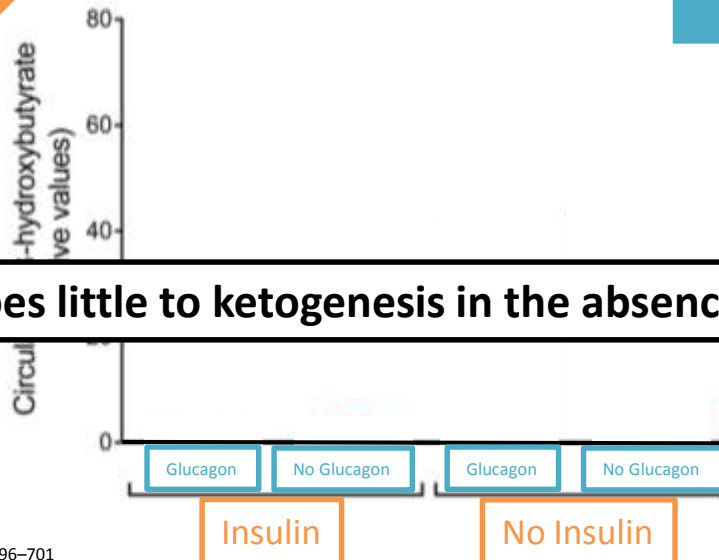 80
60
40
-hydroxybutyrate
ve values)
Circul
es little to ketogenesis in the absenc
0
Glucagon
No Glucagon
Glucagon
No Glucagon
Insulin
No Insulin
96–701